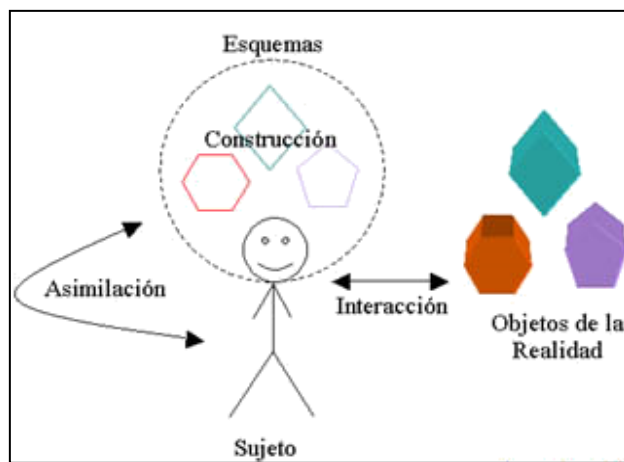 Esquemas
Construcción
Asimilación
Interacción
Objetos de la
Realidad
Sujeto